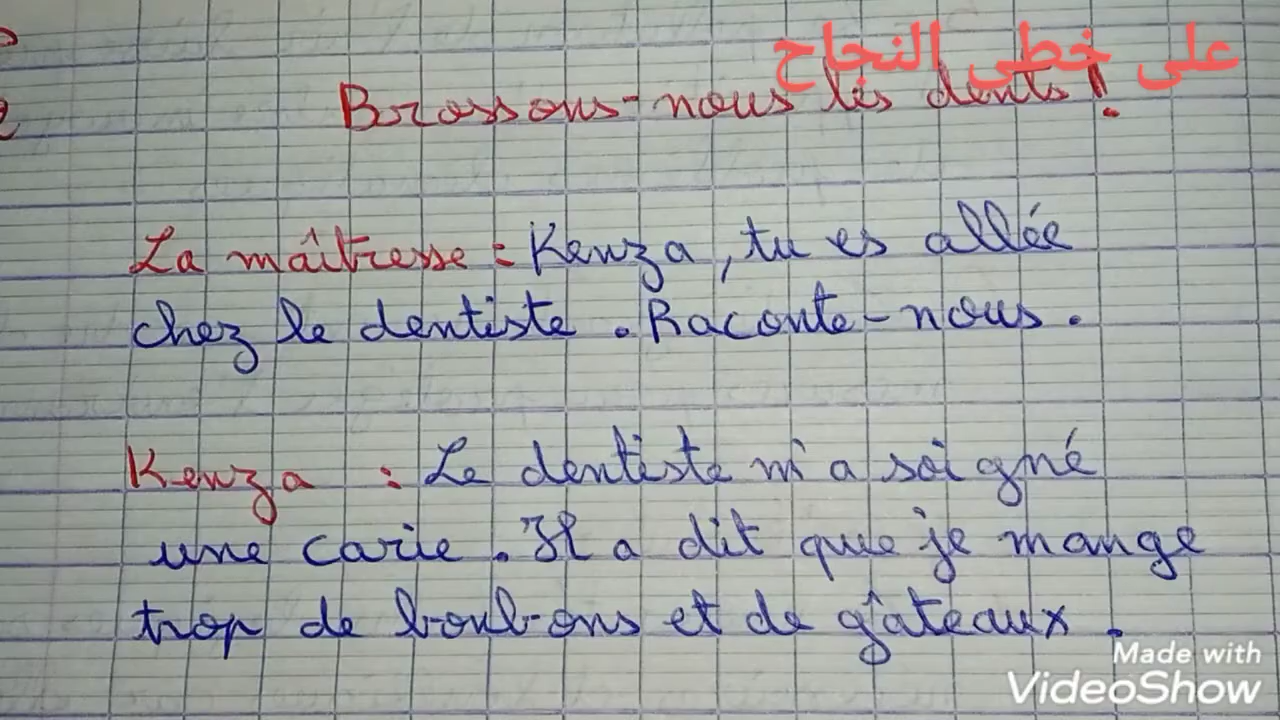 على خطى النجاح
Brossons-nous les dents !
La maîtresse : Kenza, tu es allée
chez le dentiste. Raconte-nous.
Kenza : Le dentiste m'a soigné
une carie. Il a dit que je mange
trop de bonbons et de gâteaux.
Made with
VideoShow